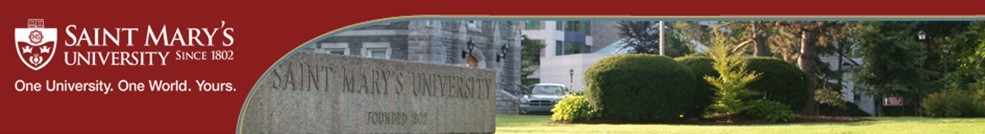 SAINT MARY'S
UNIVERSITY SINCE 1802
One University. One World. Yours.
SAINT MARY'S UNIVERSITY
FOUNDED 1802